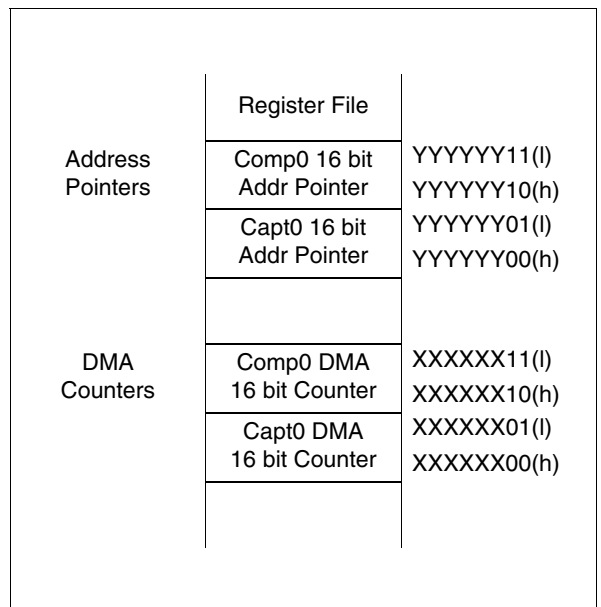 Register File
Address
Pointers
Comp0 16 bit
Addr Pointer
YYYYYY11(l)
YYYYYY10(h)
Capt0 16 bit
Addr Pointer
YYYYYY01(l)
YYYYYY00(h)
DMA
Counters
Comp0 DMA
16 bit Counter
XXXXXX11(l)
XXXXXX10(h)
Capt0 DMA
16 bit Counter
XXXXXX01(l)
XXXXXX00(h)